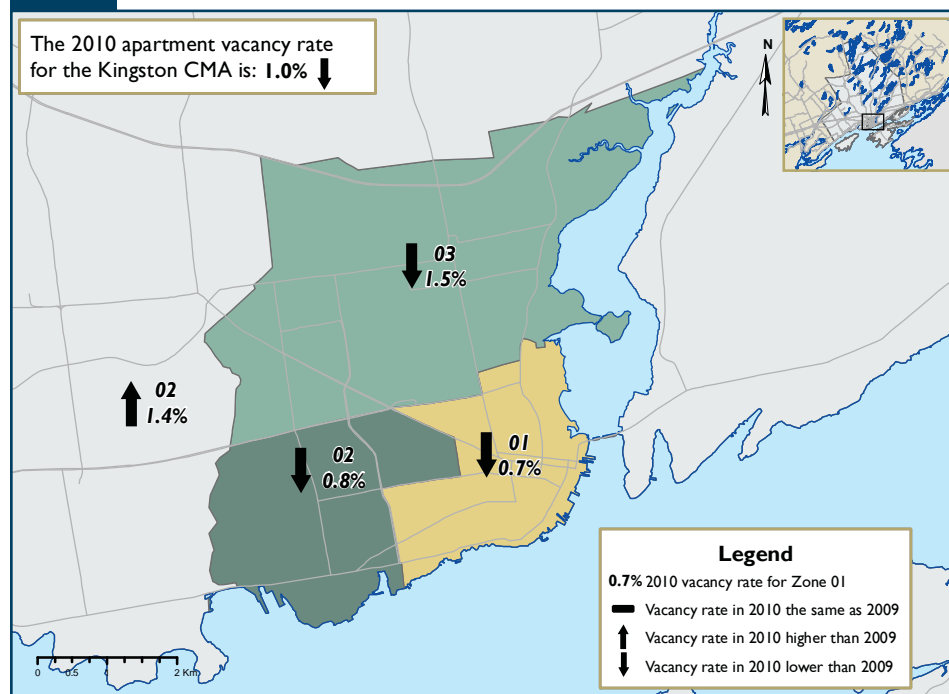 The 2010 apartment vacancy rate
for the Kingston CMA is: 1.0%
N
03
1.5%
02
1.4%
01
0.7%
02
0.8%
Legend
0.7% 2010 vacancy rate for Zone 01
Vacancy rate in 2010 the same as 2009
Vacancy rate in 2010 higher than 2009
Vacancy rate in 2010 lower than 2009
0 0.5 1 2 Km